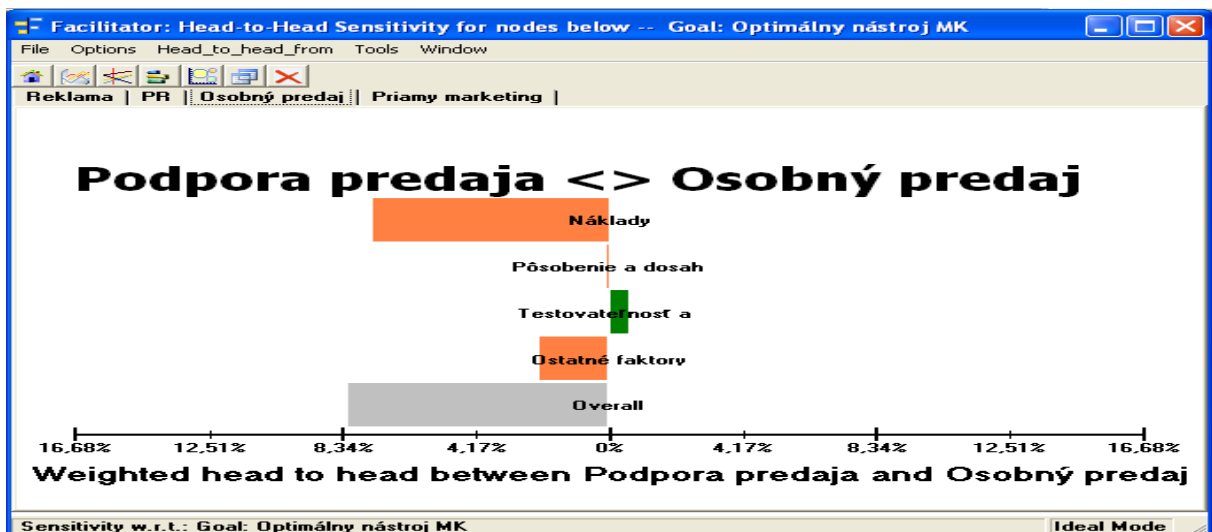 Facilitator: Head-to-Head Sensitivity for nodes below -- Goal: Optimálny nástroj MK
File Options Head_to_head_from Tools Window
Reklama | PR | Osobný predaj | Priamy marketing |
Podpora predaja <> Osobný predaj
Náklady
Pôsobenie a dosah
Testovateľnosť a
Ostatné faktory
Overall
16,68% 12,51% 8,34% 4,17% 0% 4,17% 8,34% 12,51% 16,68%
Weighted head to head between Podpora predaja and Osobný predaj
Sensitivity w.r.t.: Goal: Optimálny nástroj MK Ideal Mode